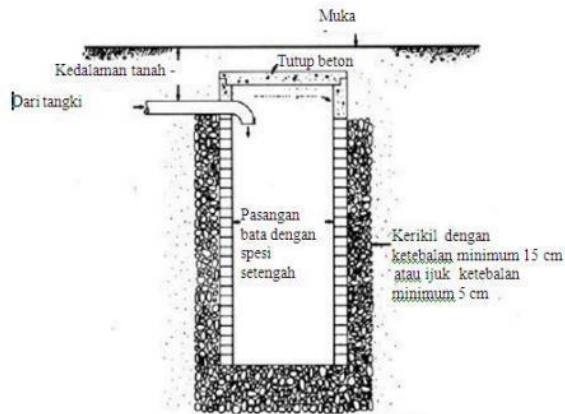 Muka
Tutup beton
Kedalaman tanah -
Dari tangki
Pasangan
bata dengan
spesi
setengah
Kerikil dengan
ketebalan minimum 15 cm
atau ijuk ketebalan
minimum 5 cm